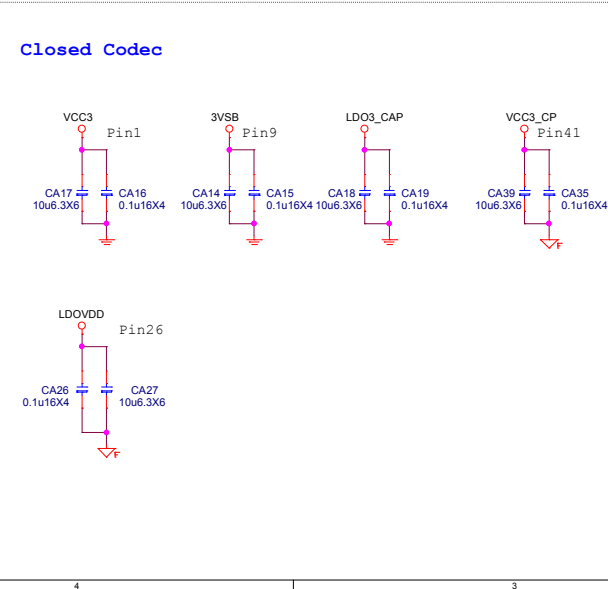 Closed Codec
VCC3
Pin1
CA17
10u6.3X6
CA16
0.1u16X4
3VSB
Pin9
CA14
10u6.3X6
CA15
0.1u16X4
LDO3_CAP
CA18
10u6.3X6
CA19
0.1u16X4
VCC3_CP
Pin41
CA39
10u6.3X6
CA35
0.1u16X4
F
LDOVDD
Pin26
CA26
0.1u16X4
CA27
10u6.3X6
F
4
3